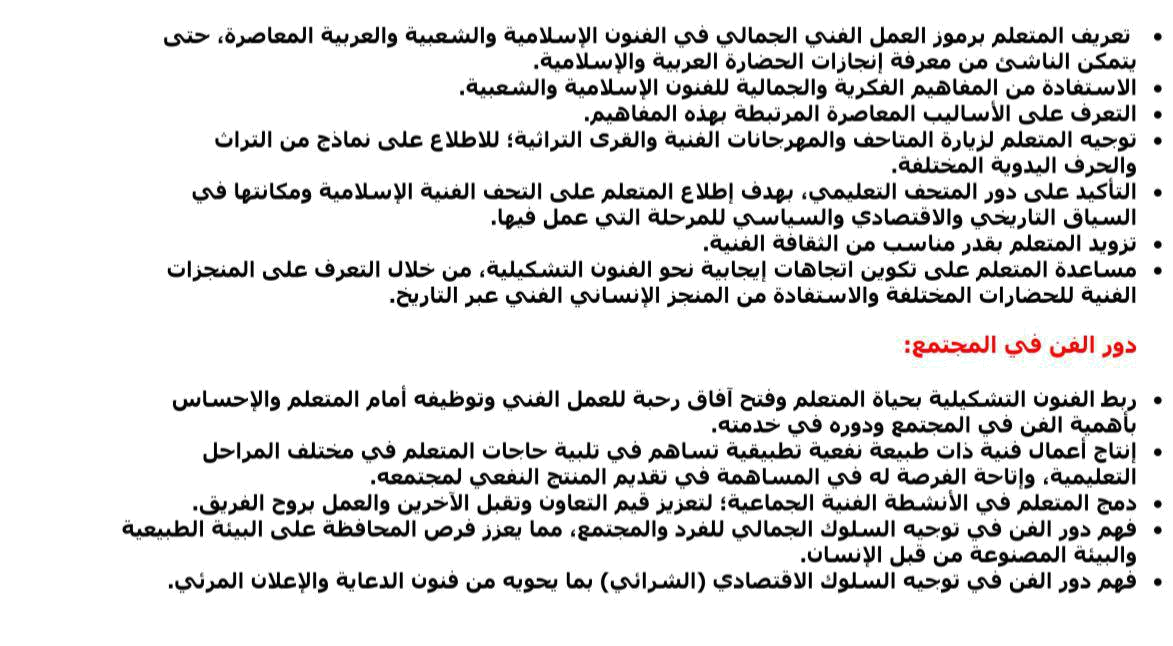 • تعريف المتعلم برموز العمل الفني الجمالي في الفنون الإسلامية والشعبية والعربية المعاصرة، حتى
يتمكن الناشئ من معرفة إنجازات الحضارة العربية والإسلامية.
• الاستفادة من المفاهيم الفكرية والجمالية للفنون الإسلامية والشعبية.
• التعرف على الأساليب المعاصرة المرتبطة بهذه المفاهيم.
• توجيه المتعلم لزيارة المتاحف والمهرجانات الفنية والقرى التراثية؛ للاطلاع على نماذج من التراث
والحرف اليدوية المختلفة.
• التأكيد على دور المتحف التعليمي، بهدف إطلاع المتعلم على التحف الفنية الإسلامية ومكانتها في
السياق التاريخي والاقتصادي والسياسي للمرحلة التي عمل فيها.
• تزويد المتعلم بقدر مناسب من الثقافة الفنية.
• مساعدة المتعلم على تكوين اتجاهات إيجابية نحو الفنون التشكيلية، من خلال التعرف على المنجزات
الفنية للحضارات المختلفة والاستفادة من المنجز الإنساني الفني عبر التاريخ.
دور الفن في المجتمع:
• ربط الفنون التشكيلية بحياة المتعلم وفتح آفاق رحبة للعمل الفني وتوظيفه أمام المتعلم والإحساس
بأهمية الفن في المجتمع ودوره في خدمته.
• إنتاج أعمال فنية ذات طبيعة نفعية تطبيقية تساهم في تلبية حاجات المتعلم في مختلف المراحل
التعليمية، وإتاحة الفرصة له في المساهمة في تقديم المنتج النفعي لمجتمعه.
• دمج المتعلم في الأنشطة الفنية الجماعية؛ لتعزيز قيم التعاون وتقبل الآخرين والعمل بروح الفريق.
• فهم دور الفن في توجيه السلوك الجمالي للفرد والمجتمع، مما يعزز فرص المحافظة على البيئة الطبيعية
والبيئة المصنوعة من قبل الإنسان.
• فهم دور الفن في توجيه السلوك الاقتصادي (الشرائي) بما يحويه من فنون الدعاية والإعلان المرئي.